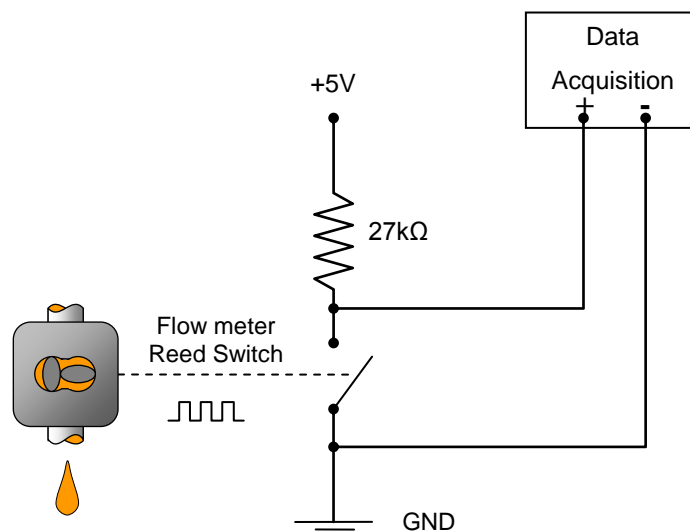 Data
Acquisition
+ -
+5V
27kΩ
Flow meter
Reed Switch
GND